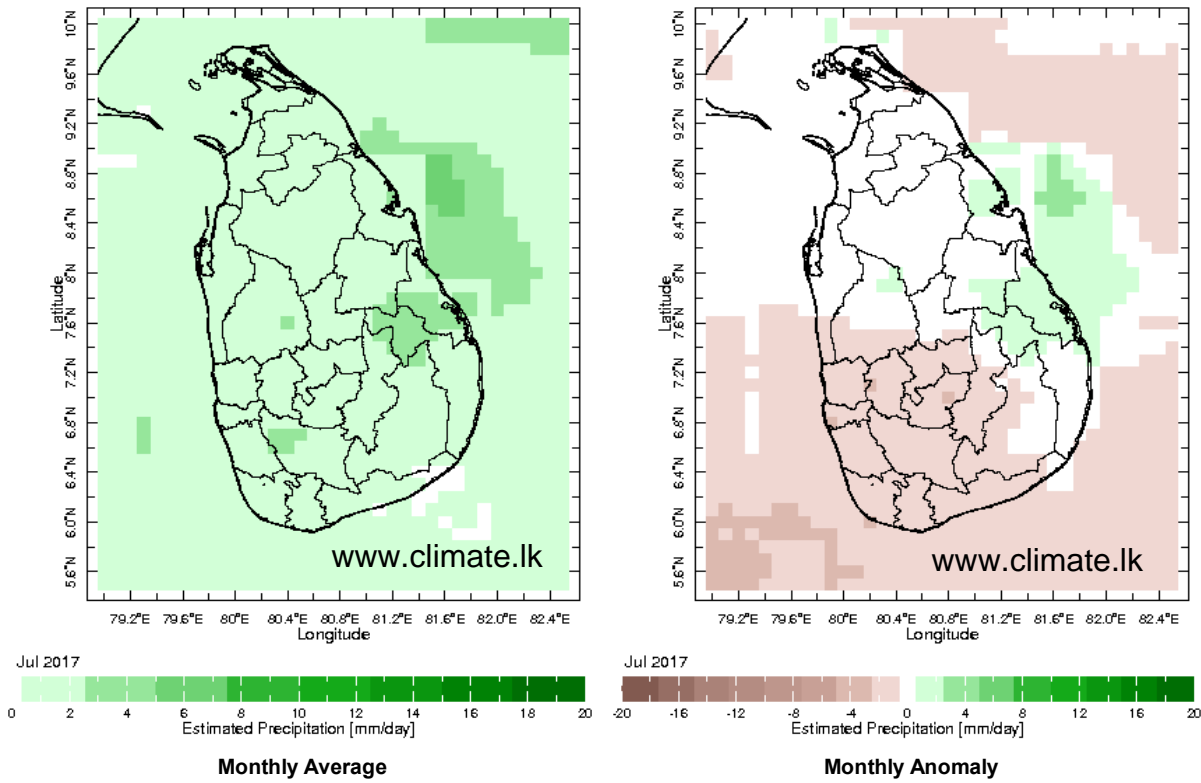 10°N
9.6°N
9.2°N
8.8°N
8.4°N
8°N
7.6°N
7.2°N
6.8°N
6.4°N
6.0°N
5.6°N
Latitude
www.climate.lk
79.2°E 79.6°E 80°E 80.4°E 80.8°E 81.2°E 81.6°E 82.0°E 82.4°E
Longitude
Jul 2017
0 2 4 6 8 10 12 14 16 18 20
Estimated Precipitation [mm/day]
Monthly Average
10°N
9.6°N
9.2°N
8.8°N
8.4°N
8°N
7.6°N
7.2°N
6.8°N
6.4°N
6.0°N
5.6°N
Latitude
www.climate.lk
79.2°E 79.6°E 80°E 80.4°E 80.8°E 81.2°E 81.6°E 82.0°E 82.4°E
Longitude
Jul 2017
-20 -16 -12 -8 -4 0 4 8 12 16 20
Estimated Precipitation [mm/day]
Monthly Anomaly